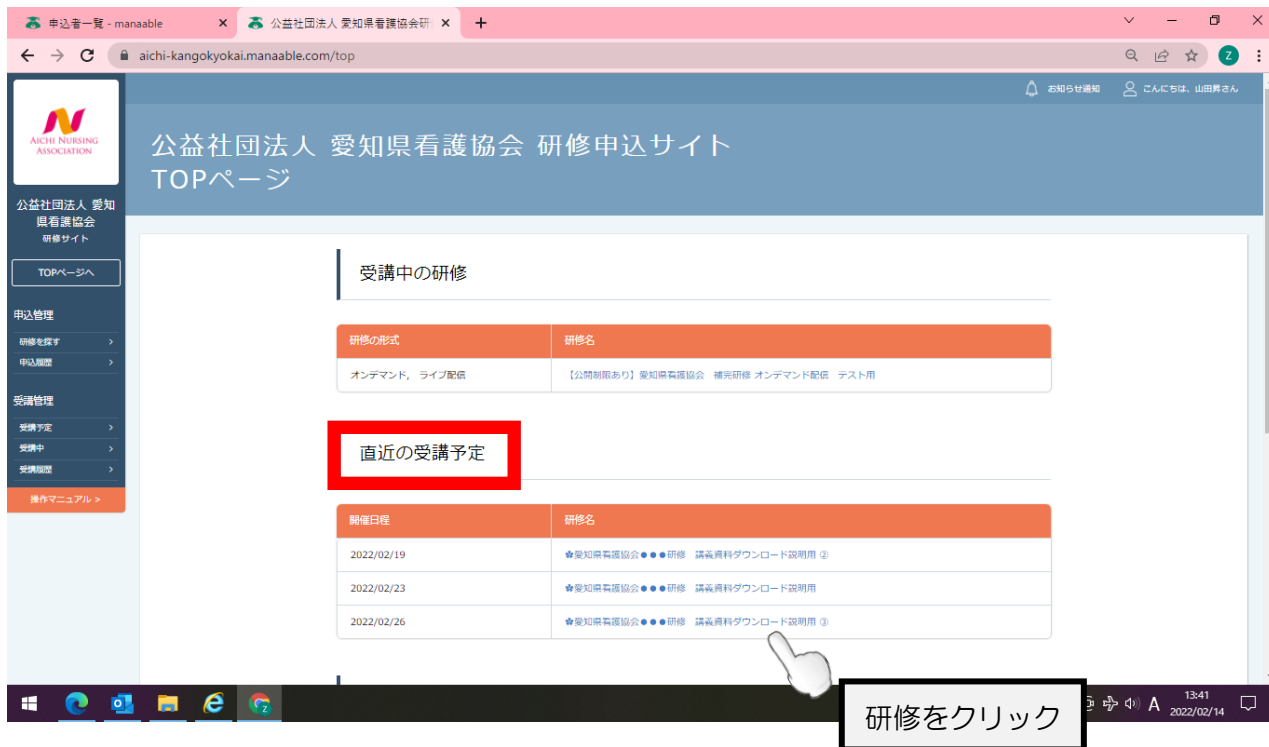 申込者一覧 - manaable
公益社団法人 愛知県看護協会研
aichi-kangokyokai.manaable.com/top
Z
お知らせ通知
こんにちは、山田昇さん
AICHI NURSING
ASSOCIATION
公益社団法人 愛知
県看護協会
研修サイト
TOPページへ
申込管理
研修を探す
申込履歴
受講管理
受講予定
受講中
受講履歴
操作マニュアル >
公益社団法人 愛知県看護協会 研修申込サイト
TOPページ
受講中の研修
研修の形式 研修名
オンデマンド, ライブ配信 【公開制限あり】愛知県看護協会 補完研修 オンデマンド配信 テスト用
直近の受講予定
開催日程 研修名
2022/02/19 ✿愛知県看護協会●●●研修 講義資料ダウンロード説明用 ②
2022/02/23 ✿愛知県看護協会●●●研修 講義資料ダウンロード説明用
2022/02/26 ✿愛知県看護協会●●●研修 講義資料ダウンロード説明用 ③
研修をクリック
A
13:41
2022/02/14